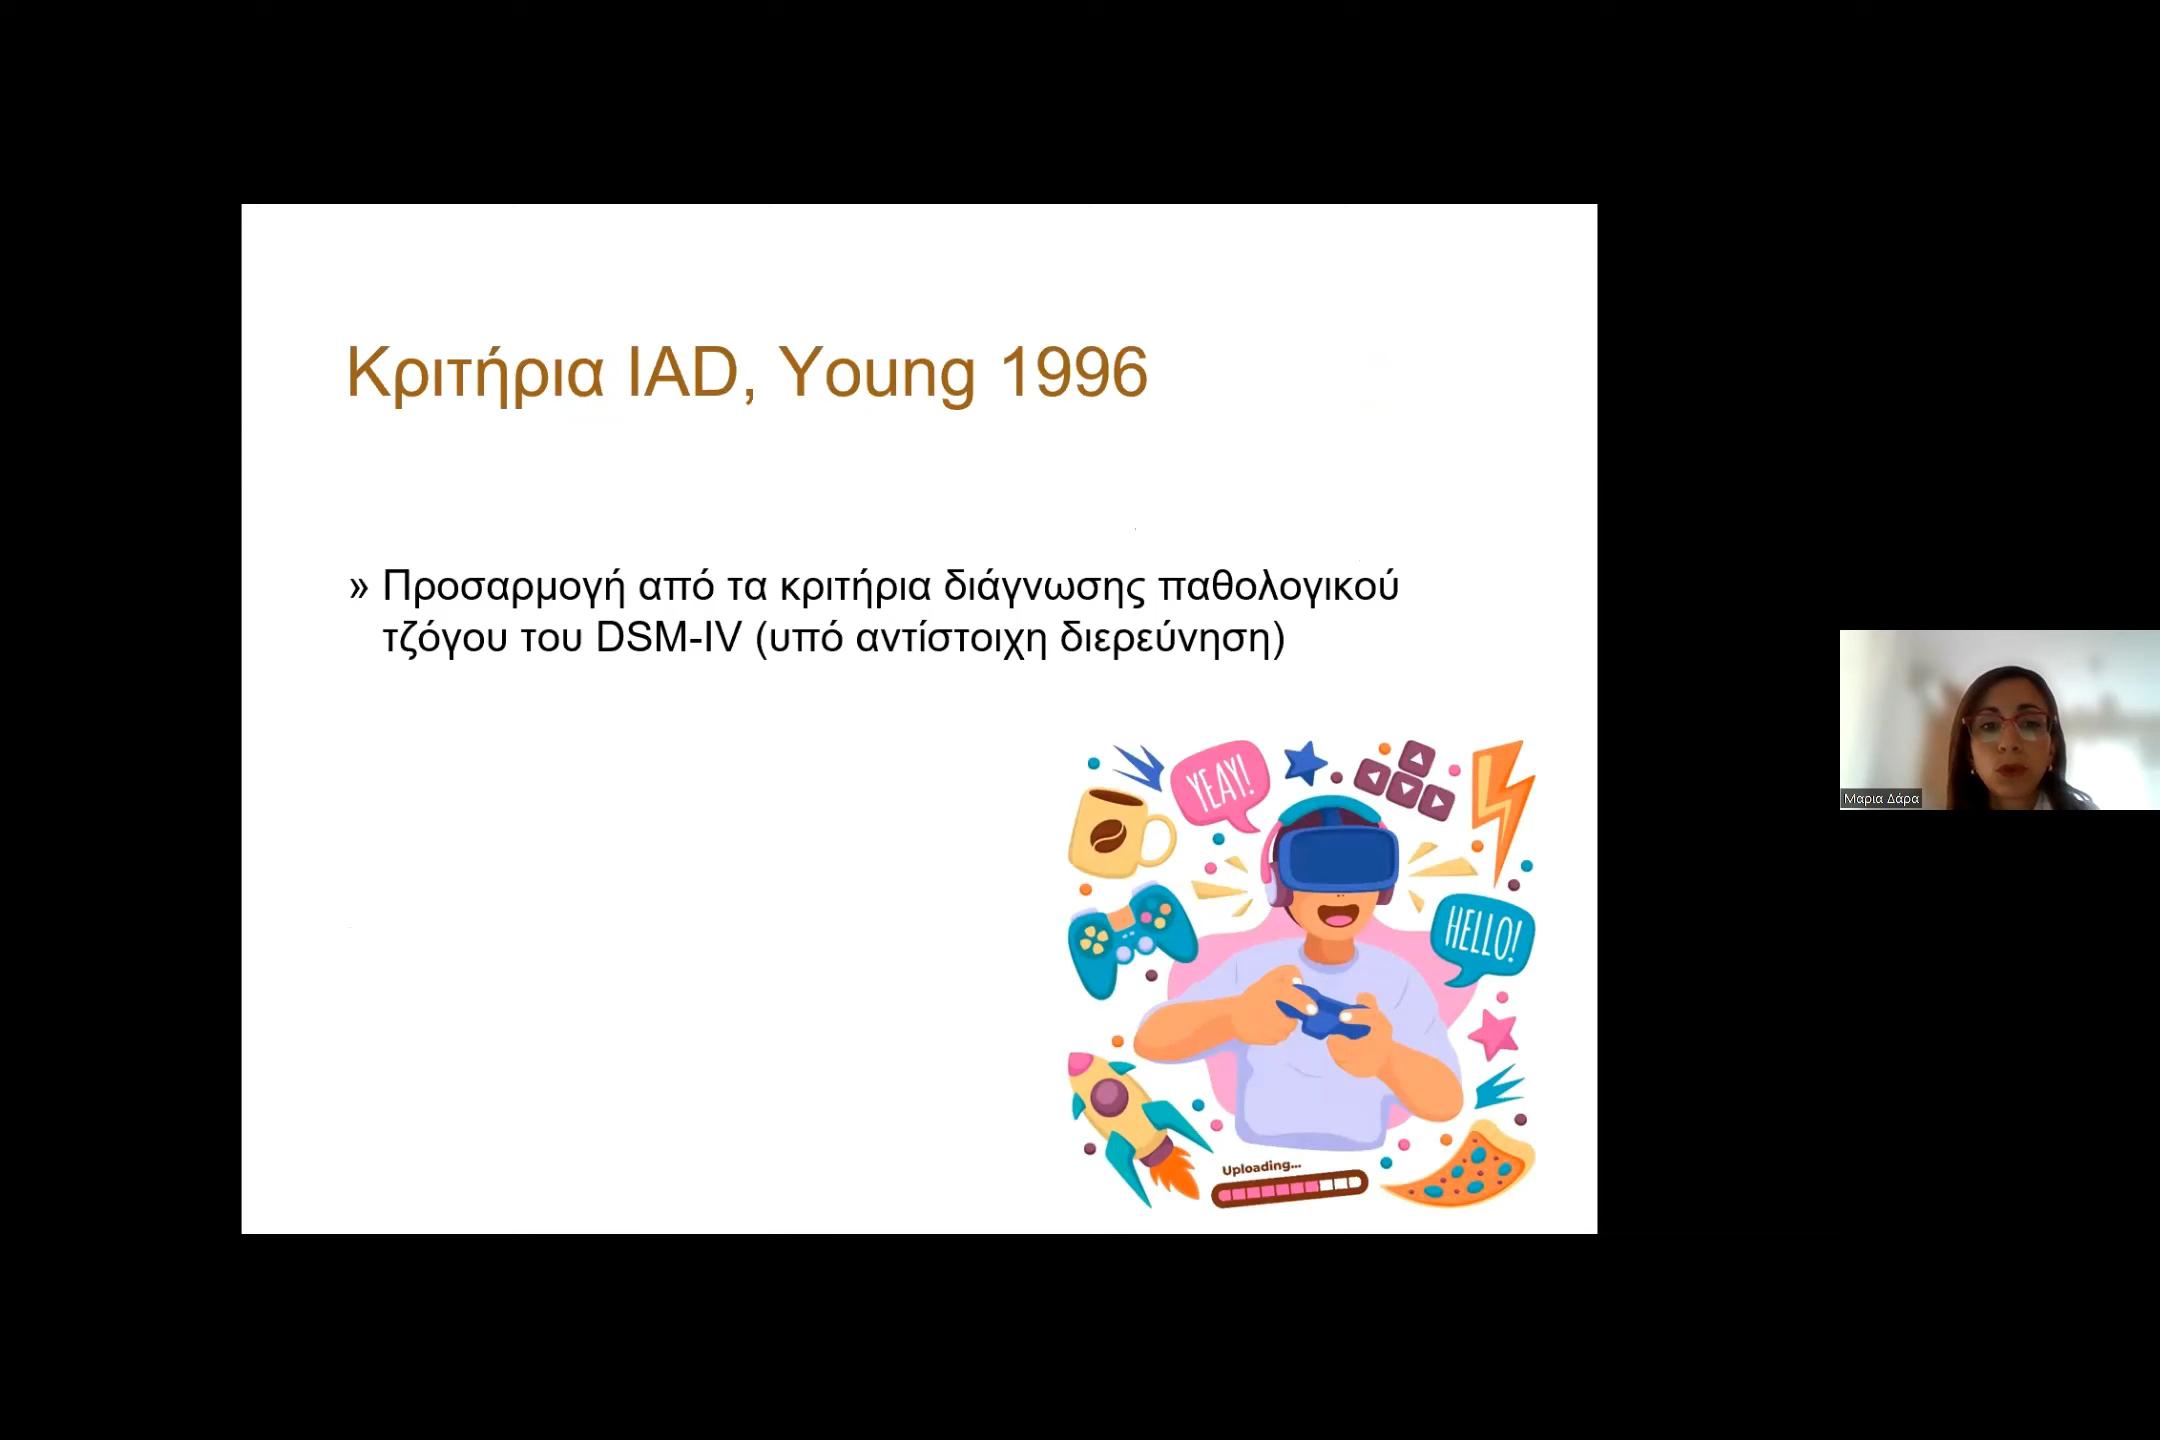 Κριτήρια IAD, Young 1996
» Προσαρμογή από τα κριτήρια διάγνωσης παθολογικού
τζόγου του DSM-IV (υπό αντίστοιχη διερεύνηση)
YEAY!
HELLO!
Uploading...
Μαρια Δάρα